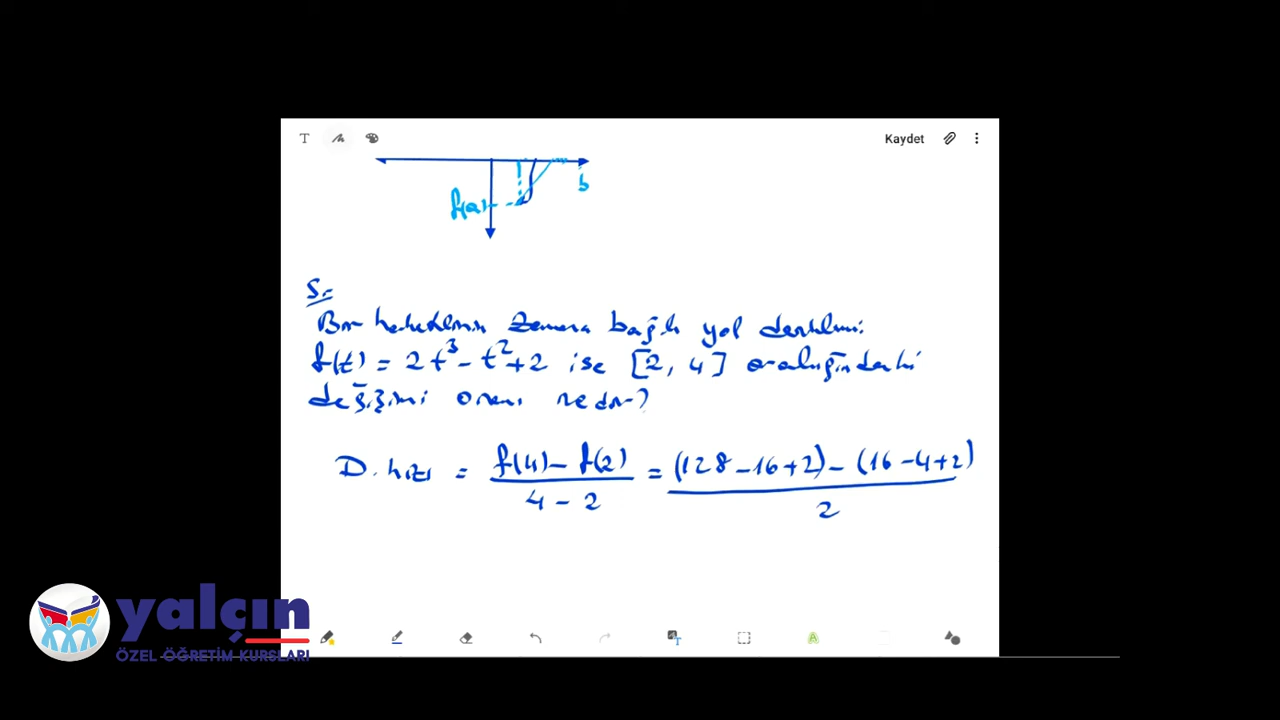 T
Kaydet
b
f(a)
S:
Bir hareketlinin zamana bağlı yol denklemi
f(t) = 2t³ - t² + 2 ise [2, 4] aralığındaki
değişimi oranı nedir?
D. hızı = f(4) - f(2) / 4 - 2 = (128 - 16 + 2) - (16 - 4 + 2) / 2
yalçın
ÖZEL ÖĞRETİM KURSLARI